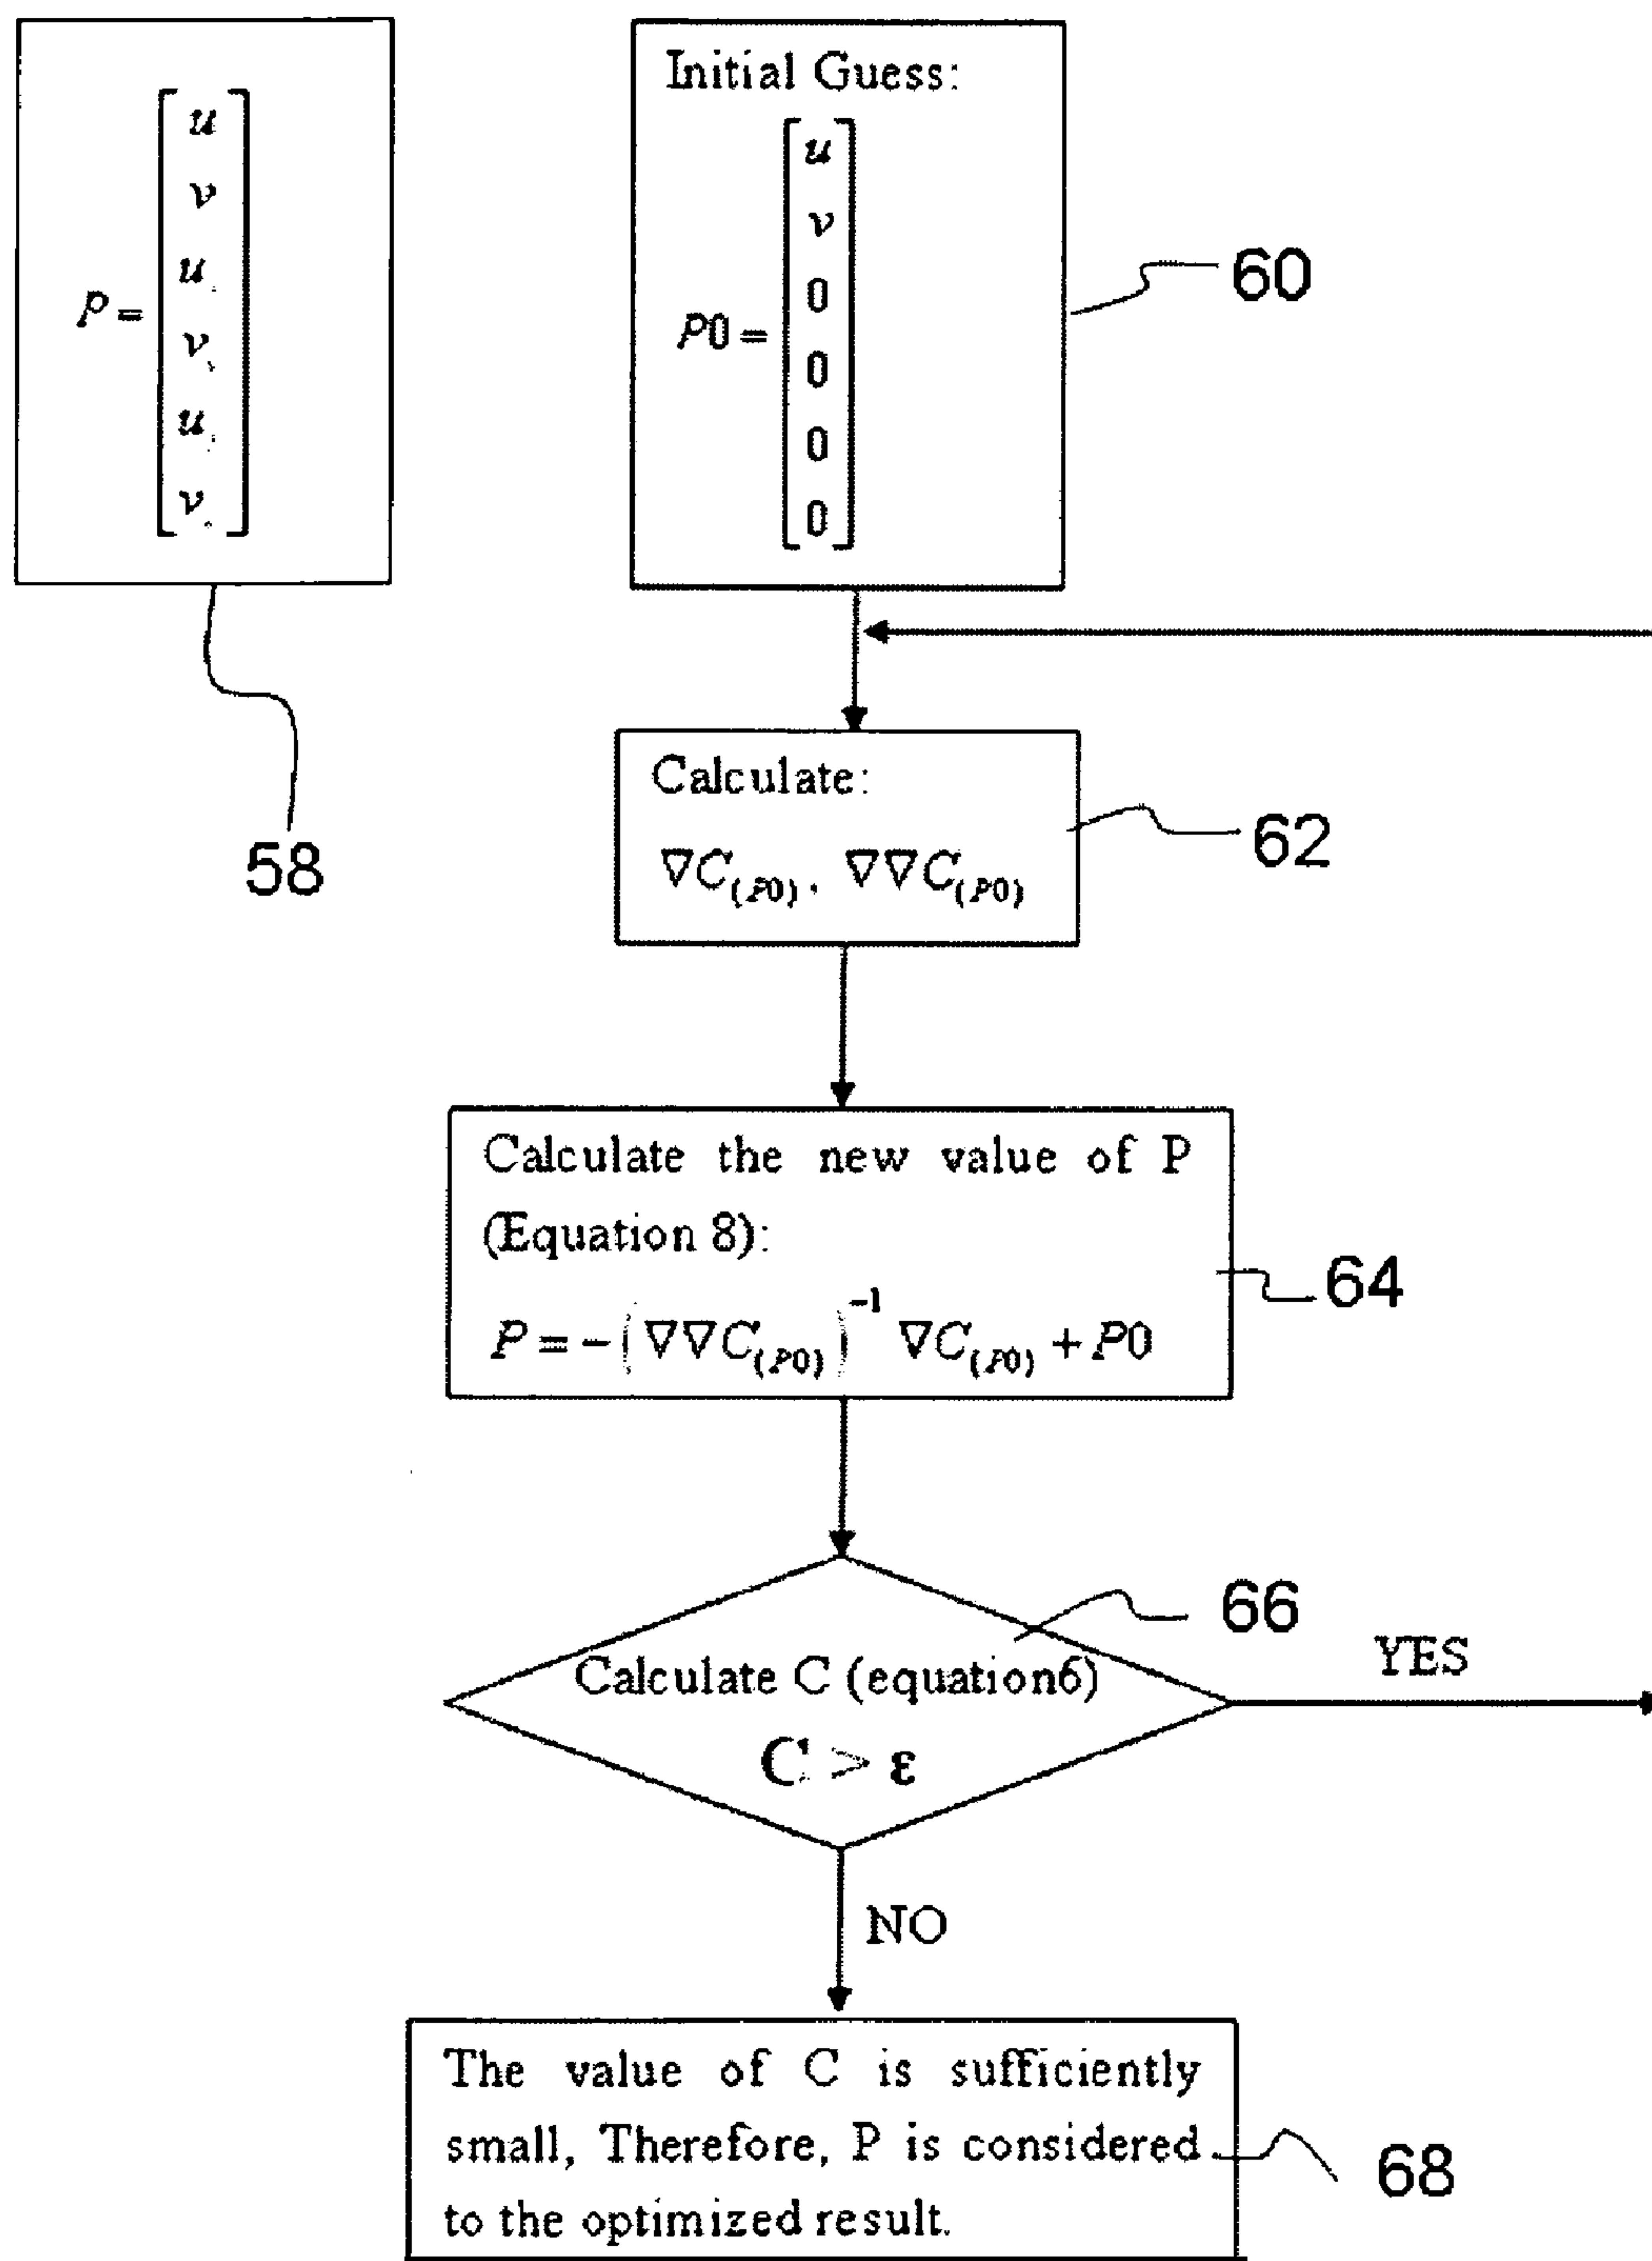 P =
u
v
u
v
u
v
58
Initial Guess:
P0 =
u
v
0
0
0
0
60
Calculate:
∇C(P0), ∇∇C(P0)
62
Calculate the new value of P
(Equation 8):
P = -(∇∇C(P0))^-1 ∇C(P0) + P0
64
66
Calculate C (equation6)
C > ε
YES
NO
The value of C is sufficiently
small, Therefore, P is considered
to the optimized result.
68